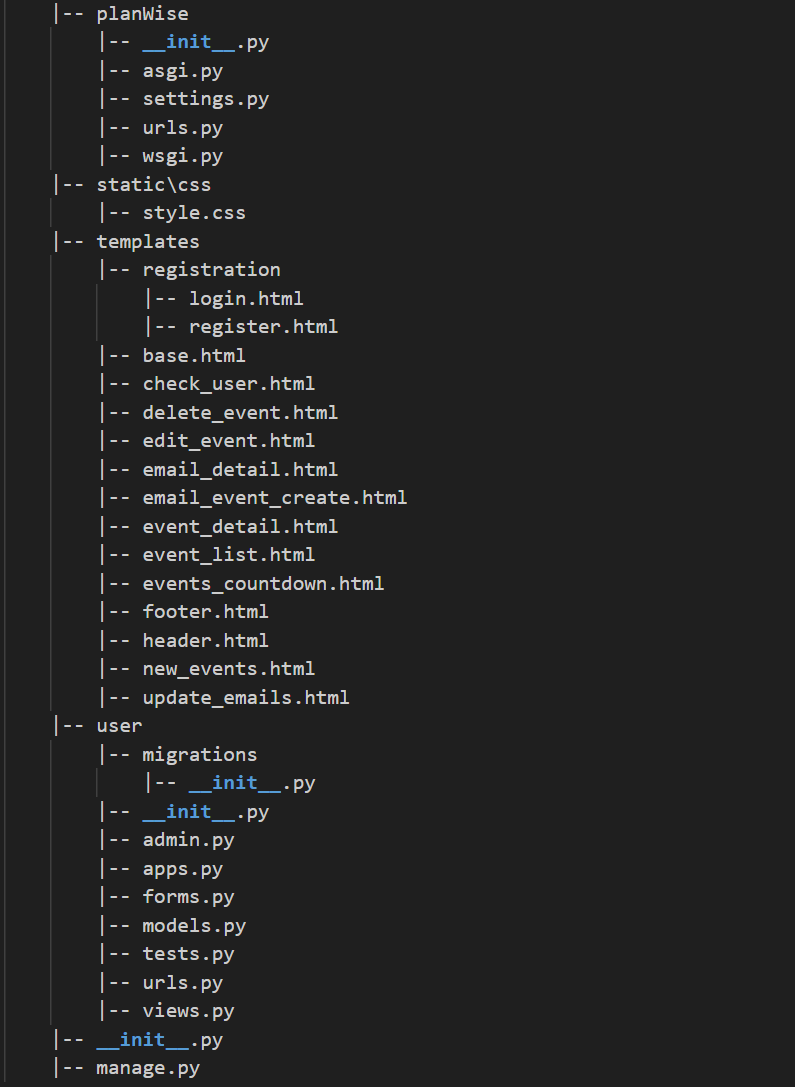 |-- planWise
    |-- __init__.py
    |-- asgi.py
    |-- settings.py
    |-- urls.py
    |-- wsgi.py
|-- static\css
    |-- style.css
|-- templates
    |-- registration
        |-- login.html
        |-- register.html
    |-- base.html
    |-- check_user.html
    |-- delete_event.html
    |-- edit_event.html
    |-- email_detail.html
    |-- email_event_create.html
    |-- event_detail.html
    |-- event_list.html
    |-- events_countdown.html
    |-- footer.html
    |-- header.html
    |-- new_events.html
    |-- update_emails.html
|-- user
    |-- migrations
        |-- __init__.py
    |-- __init__.py
    |-- admin.py
    |-- apps.py
    |-- forms.py
    |-- models.py
    |-- tests.py
    |-- urls.py
    |-- views.py
|-- __init__.py
|-- manage.py